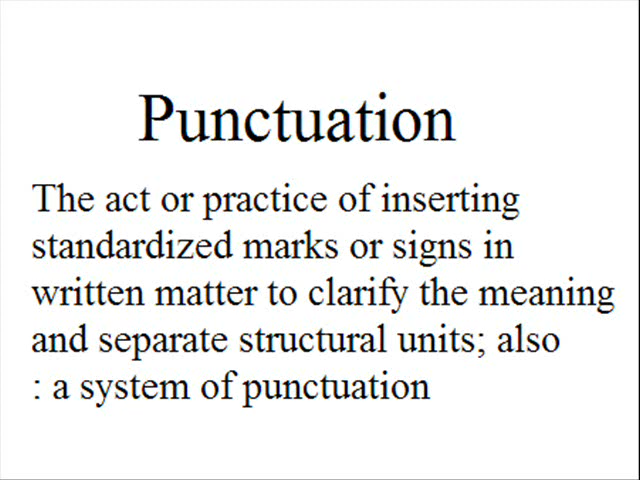 Punctuation
The act or practice of inserting
standardized marks or signs in
written matter to clarify the meaning
and separate structural units; also
: a system of punctuation